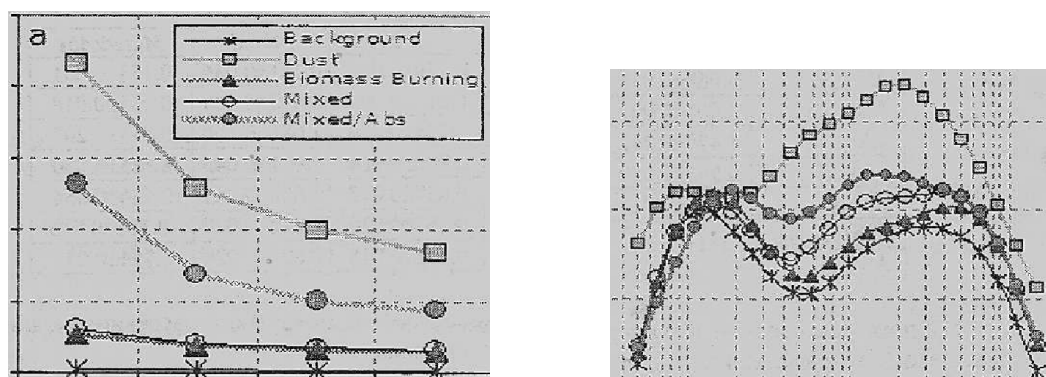 a
Background
Dust
Biomass Burning
Mixed
Mixed/Abs